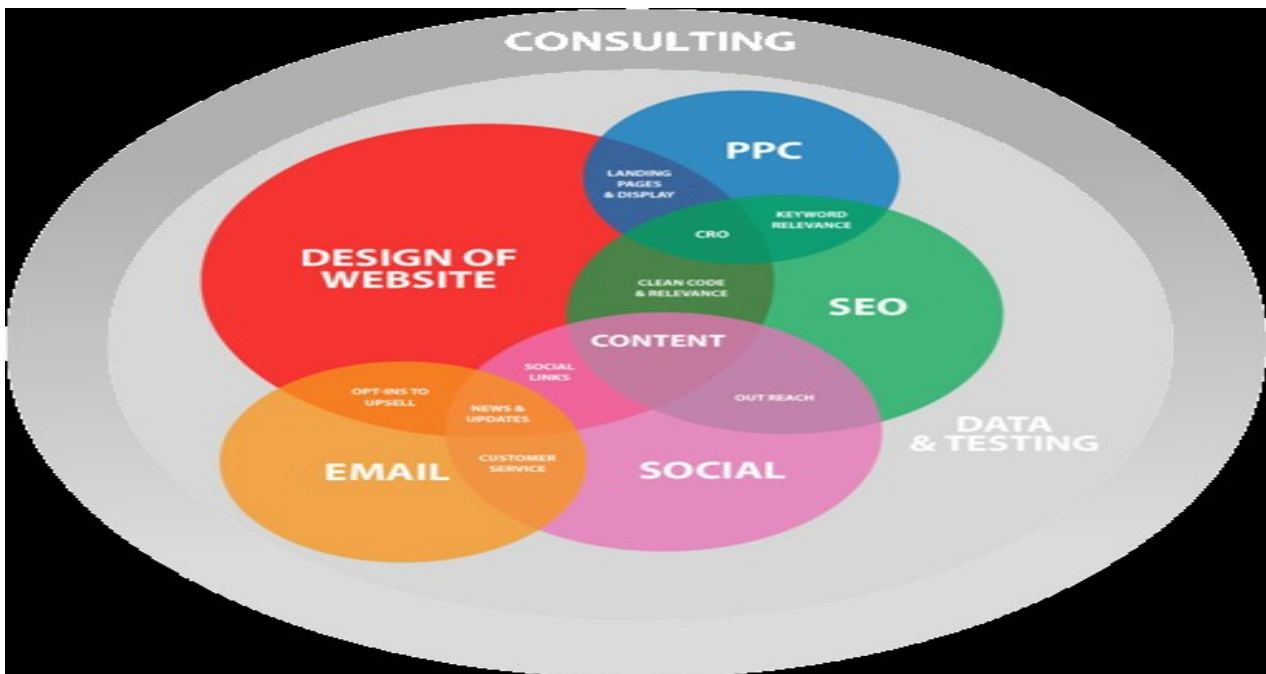 CONSULTING
PPC
LANDING
PAGES
& DISPLAY
KEYWORD
RELEVANCE
CRO
DESIGN OF
WEBSITE
CLEAN CODE
& RELEVANCE
SEO
CONTENT
SOCIAL
LINKS
OPT-INS TO
UPSELL
NEWS &
UPDATES
OUT REACH
DATA
& TESTING
CUSTOMER
SERVICE
EMAIL
SOCIAL